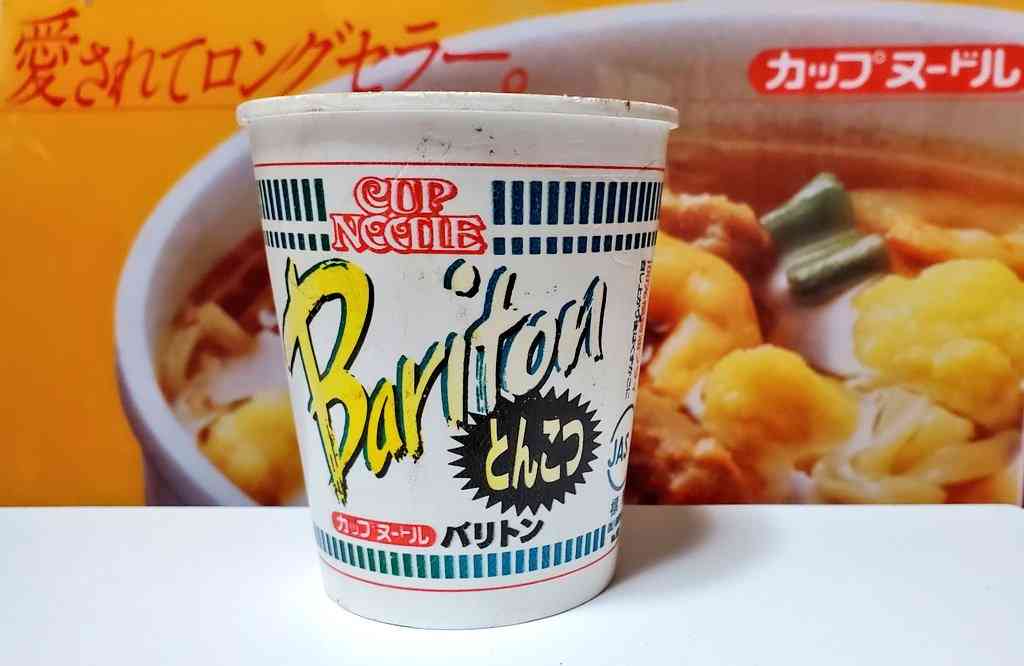 愛されてロングセラー。
カップヌードル
CUP
NOODLE
Bariton
とんこつ
JAS
カップヌードル バリトン